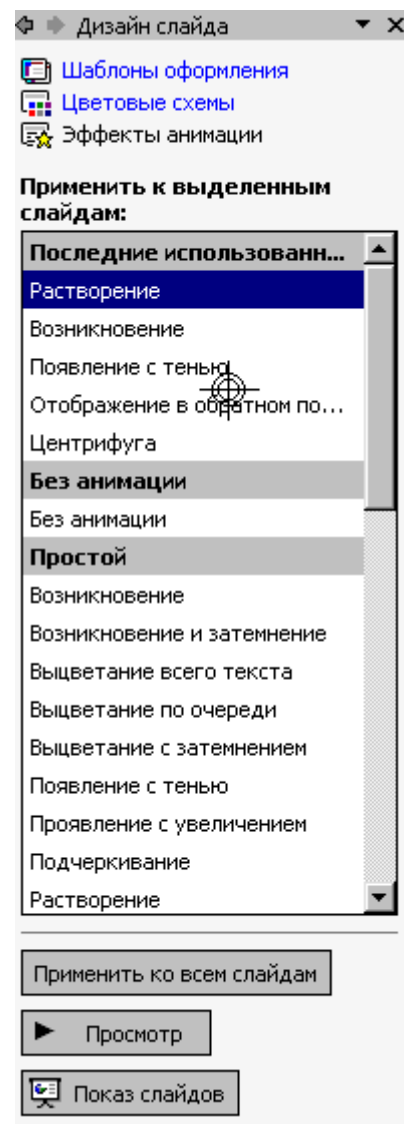 Дизайн слайда
Шаблоны оформления
Цветовые схемы
Эффекты анимации
Применить к выделенным
слайдам:
Последние использованн...
Растворение
Возникновение
Появление с тенью
Отображение в обратном по...
Центрифуга
Без анимации
Без анимации
Простой
Возникновение
Возникновение и затемнение
Выцветание всего текста
Выцветание по очереди
Выцветание с затемнением
Появление с тенью
Проявление с увеличением
Подчеркивание
Растворение
Применить ко всем слайдам
Просмотр
Показ слайдов